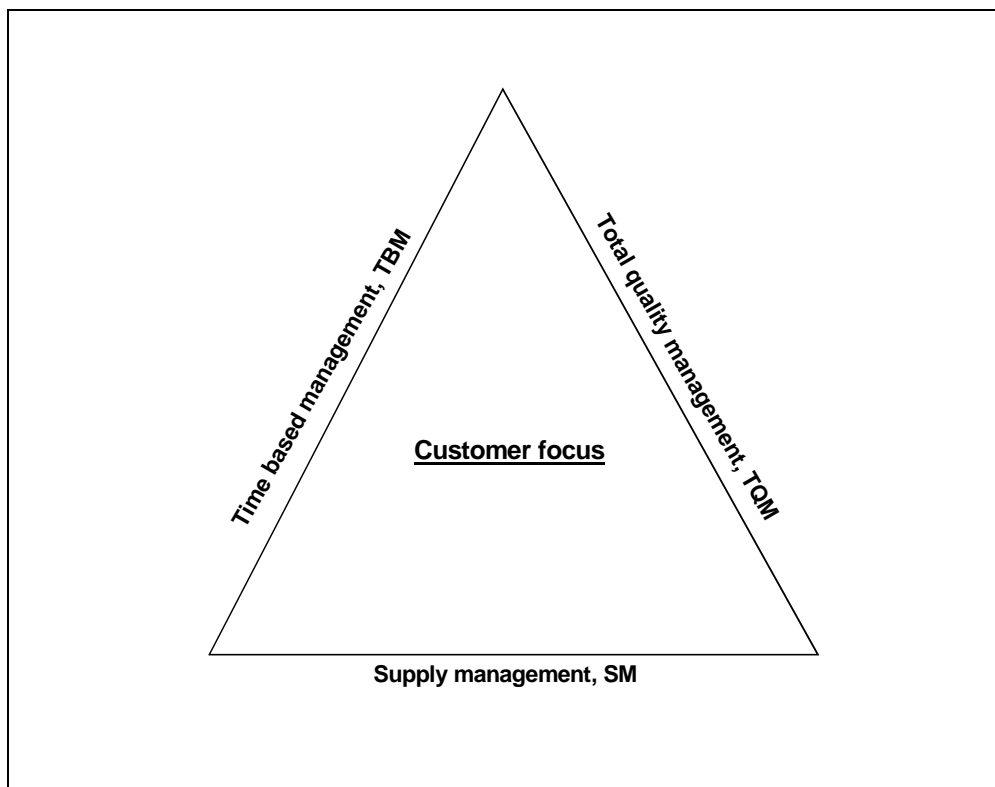 Time based management, TBM
Total quality management, TQM
Customer focus
Supply management, SM